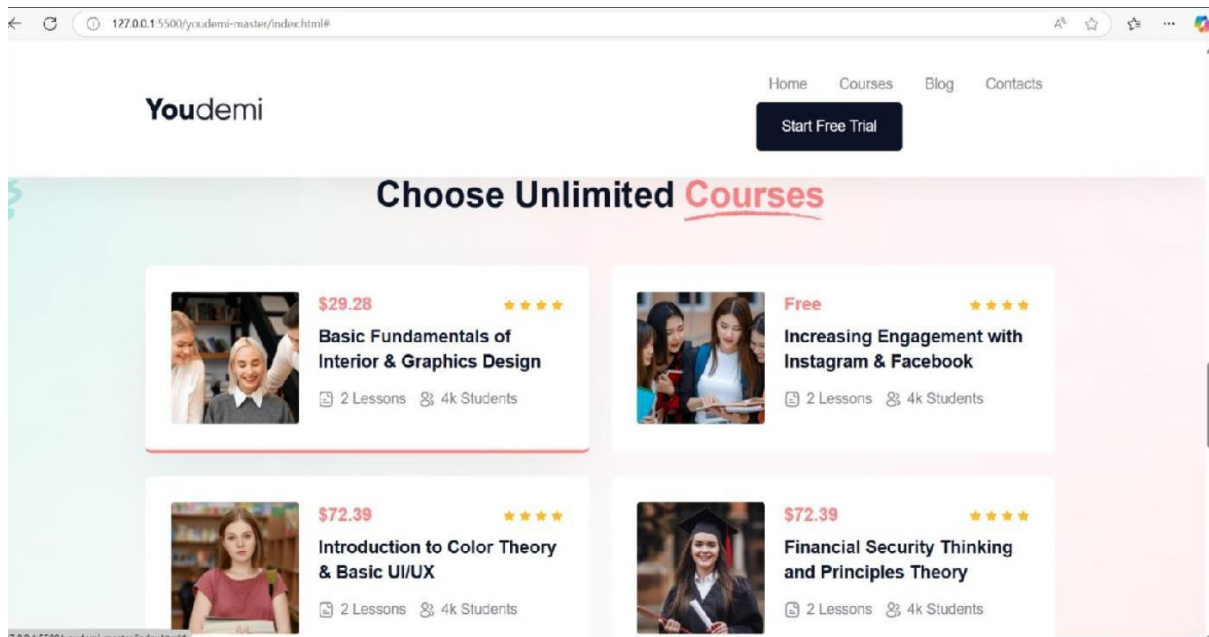 127.0.0.1:5500/youdemi-master/index.html#
Home Courses Blog Contacts
Youdemi
Start Free Trial
Choose Unlimited Courses
$29.28
Basic Fundamentals of
Interior & Graphics Design
2 Lessons 4k Students
Free
Increasing Engagement with
Instagram & Facebook
2 Lessons 4k Students
$72.39
Introduction to Color Theory
& Basic UI/UX
2 Lessons 4k Students
$72.39
Financial Security Thinking
and Principles Theory
2 Lessons 4k Students